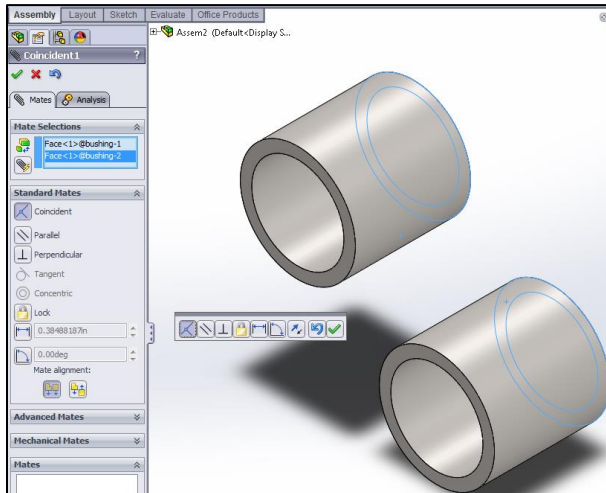 Assembly Layout Sketch Evaluate Office Products
Assem2 (Default<Display S...
Coincident1 ?
Mates Analysis
Mate Selections
Face<1>@bushing-1
Face<1>@bushing-2
Standard Mates
Coincident
Parallel
Perpendicular
Tangent
Concentric
Lock
0.38488187in
0.00deg
Mate alignment:
Advanced Mates
Mechanical Mates
Mates